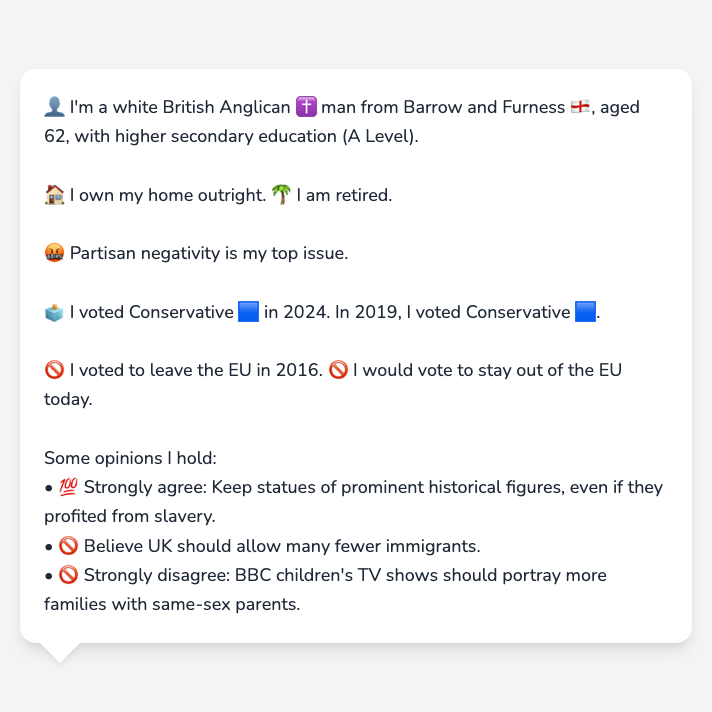 👤 I'm a white British Anglican ✝️ man from Barrow and Furness 🏴󠁧󠁢󠁥󠁮󠁧󠁿, aged
62, with higher secondary education (A Level).
🏠 I own my home outright. 🌴 I am retired.
🤬 Partisan negativity is my top issue.
🗳️ I voted Conservative 🟦 in 2024. In 2019, I voted Conservative 🟦.
🚫 I voted to leave the EU in 2016. 🚫 I would vote to stay out of the EU
today.
Some opinions I hold:
• 💯 Strongly agree: Keep statues of prominent historical figures, even if they
profited from slavery.
• 🚫 Believe UK should allow many fewer immigrants.
• 🚫 Strongly disagree: BBC children's TV shows should portray more
families with same-sex parents.